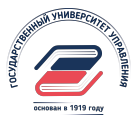 ГОСУДАРСТВЕННЫЙ УНИВЕРСИТЕТ УПРАВЛЕНИЯ
основан в 1919 году